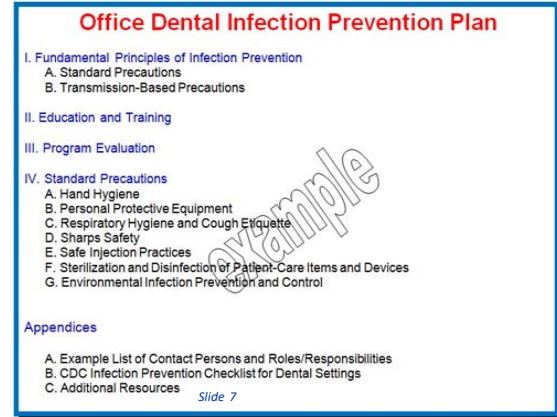 Office Dental Infection Prevention Plan
I. Fundamental Principles of Infection Prevention
A. Standard Precautions
B. Transmission-Based Precautions
II. Education and Training
III. Program Evaluation
IV. Standard Precautions
A. Hand Hygiene
B. Personal Protective Equipment
C. Respiratory Hygiene and Cough Etiquette
D. Sharps Safety
E. Safe Injection Practices
F. Sterilization and Disinfection of Patient-Care Items and Devices
G. Environmental Infection Prevention and Control
example
Appendices
A. Example List of Contact Persons and Roles/Responsibilities
B. CDC Infection Prevention Checklist for Dental Settings
C. Additional Resources
Slide 7